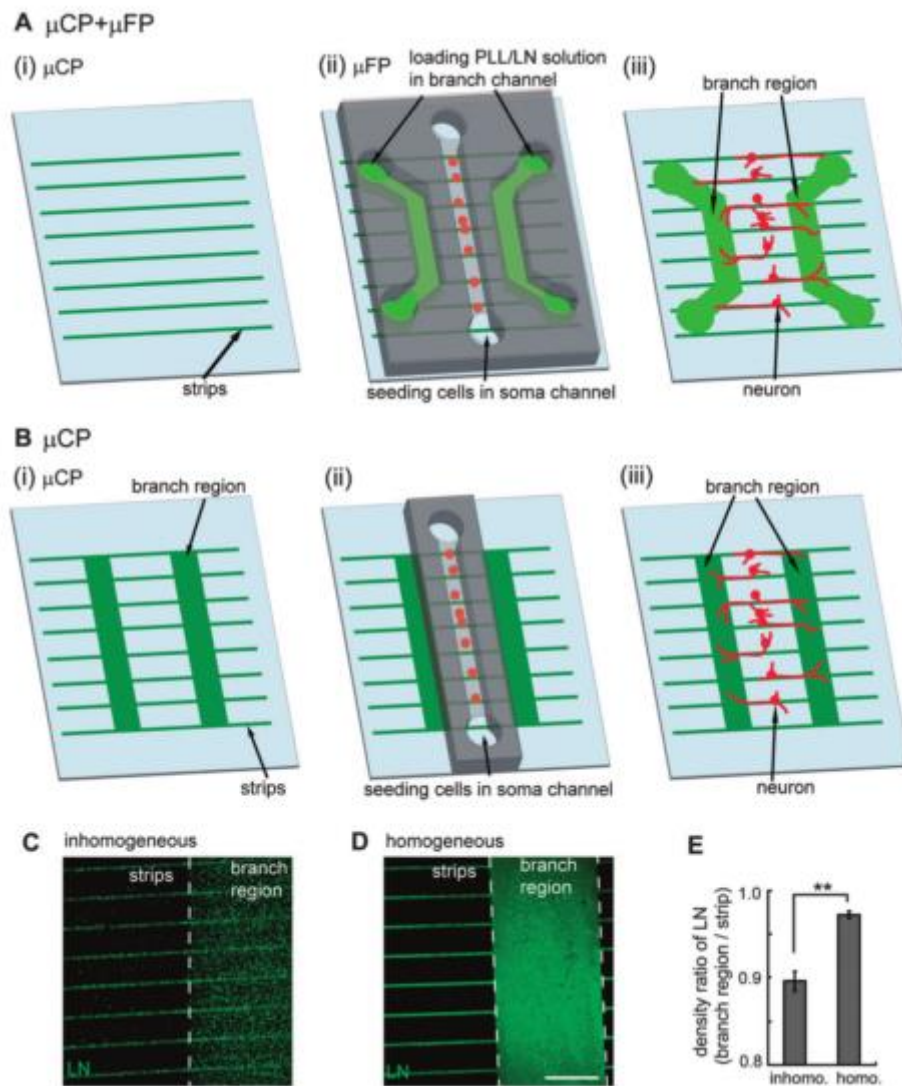 A μCP+μFP
(i) μCP
(ii) μFP
loading PLL/LN solution
in branch channel
(iii)
branch region
strips
seeding cells in soma channel
neuron
B μCP
(i) μCP
branch region
(ii)
(iii)
branch region
strips
seeding cells in soma channel
neuron
C inhomogeneous
strips
branch
region
LN
D homogeneous
strips
branch
region
LN
E
density ratio of LN
(branch region / strip)
1.0
0.9
0.8
**
inhomo. homo.